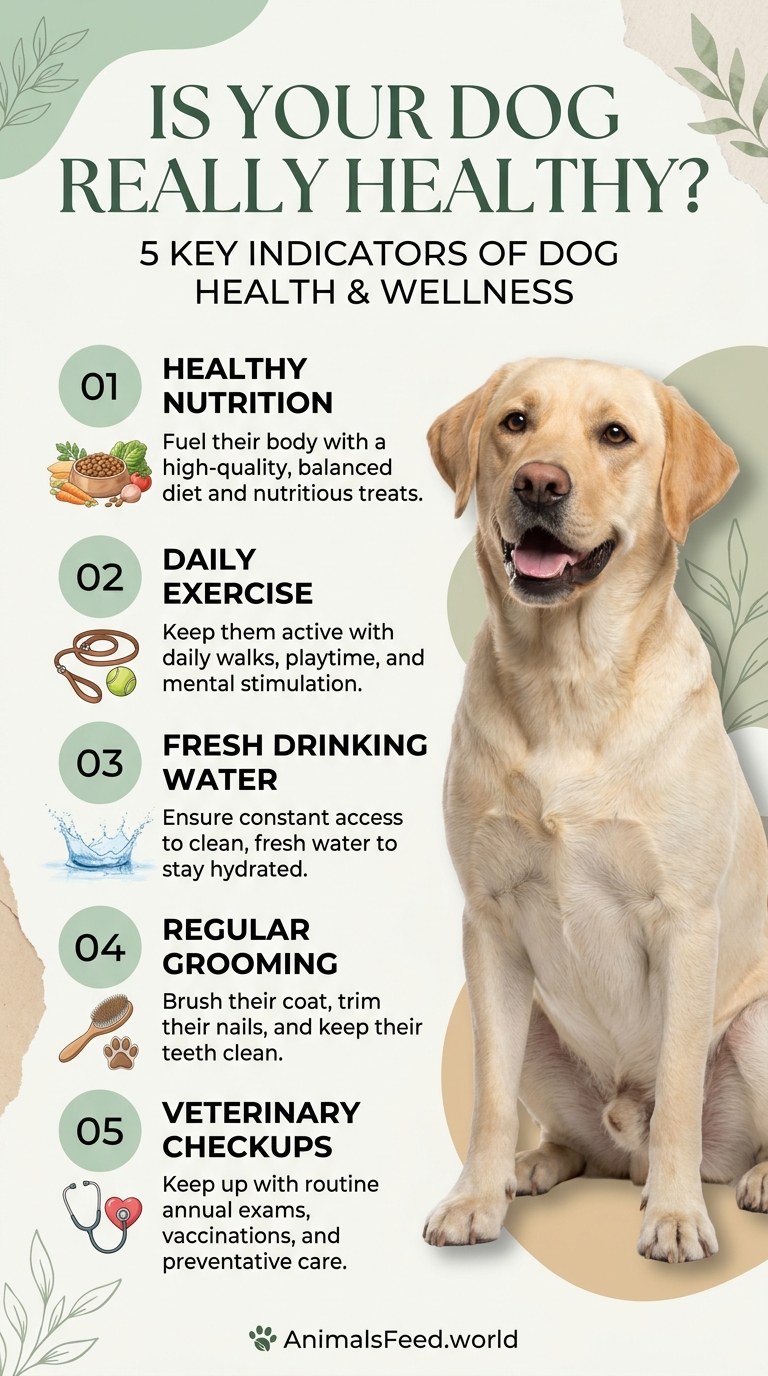 IS YOUR DOG
REALLY HEALTHY?
5 KEY INDICATORS OF DOG
HEALTH & WELLNESS
01
HEALTHY
NUTRITION
Fuel their body with a
high-quality, balanced
diet and nutritious treats.
02
DAILY
EXERCISE
Keep them active with
daily walks, playtime, and
mental stimulation.
03
FRESH DRINKING
WATER
Ensure constant access
to clean, fresh water to
stay hydrated.
04
REGULAR
GROOMING
Brush their coat, trim
their nails, and keep their
teeth clean.
05
VETERINARY
CHECKUPS
Keep up with routine
annual exams,
vaccinations, and
preventative care.
AnimalsFeed.world